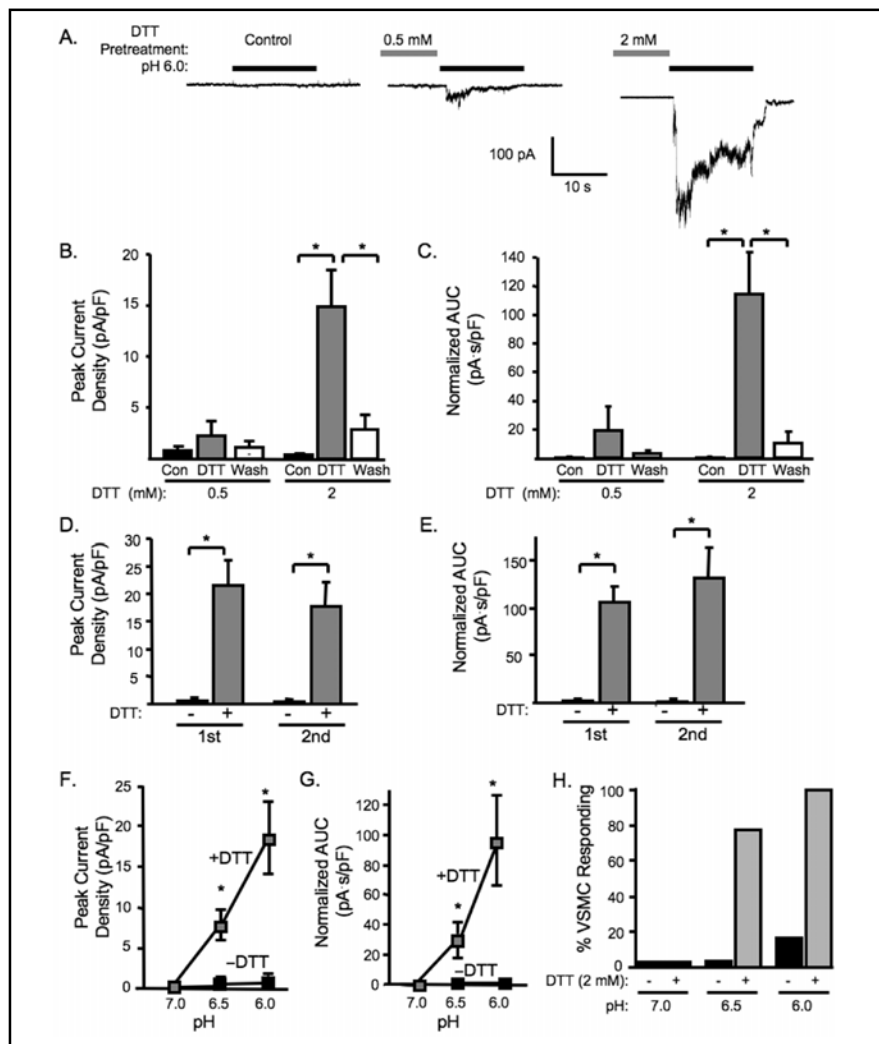 A.
DTT
Pretreatment:
Control
0.5 mM
2 mM
pH 6.0:
100 pA
10 s
B.
Peak Current
Density (pA/pF)
20
15
10
5
* *
Con DTT Wash Con DTT Wash
DTT (mM): 0.5 2
C.
Normalized AUC
(pA·s/pF)
140
120
100
80
60
40
20
* *
Con DTT Wash Con DTT Wash
DTT (mM): 0.5 2
D.
Peak Current
Density (pA/pF)
30
25
20
15
10
5
* *
DTT: - + - +
1st 2nd
E.
Normalized AUC
(pA·s/pF)
150
100
50
* *
DTT: - + - +
1st 2nd
F.
Peak Current
Density (pA/pF)
25
20
15
10
5
0
*
+DTT
*
–DTT
7.0 6.5 6.0
pH
G.
Normalized AUC
(pA·s/pF)
120
100
80
60
40
20
0
*
+DTT
*
–DTT
7.0 6.5 6.0
pH
H.
% VSMC Responding
100
80
60
40
20
0
DTT (2 mM): - + - + - +
pH: 7.0 6.5 6.0